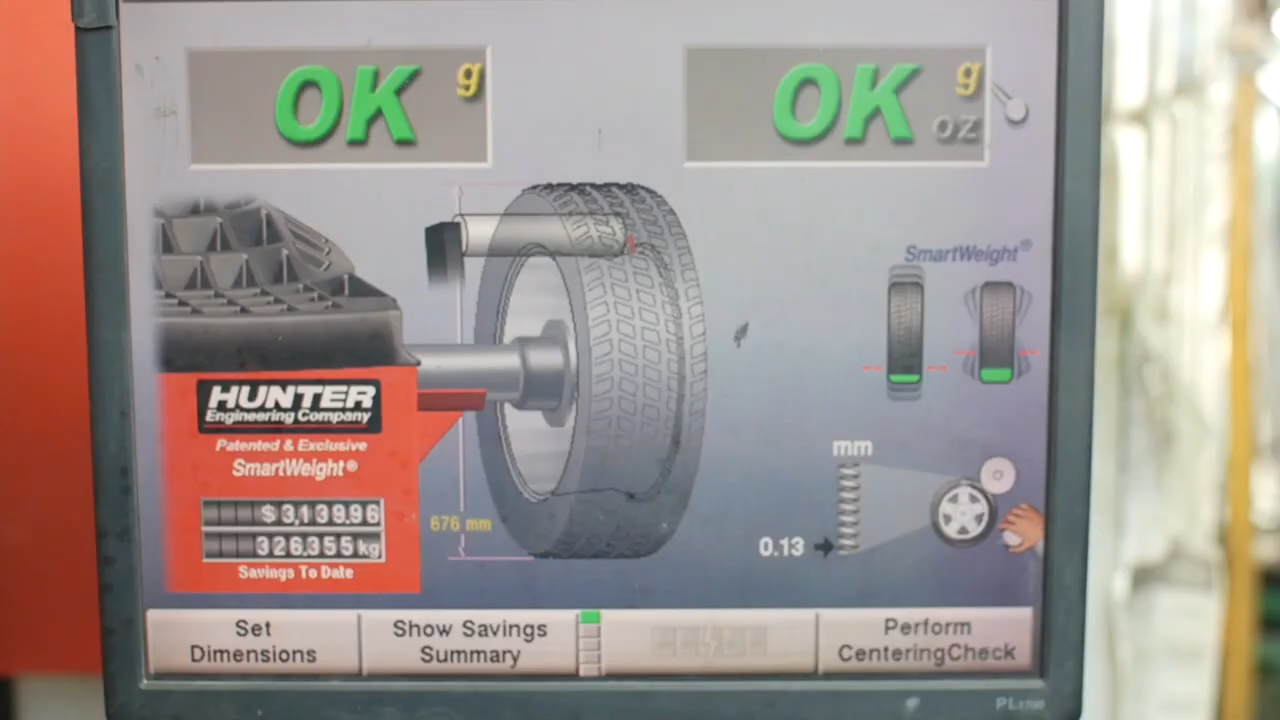 OK g
OK g
oz
SmartWeight®
HUNTER
Engineering Company
Patented & Exclusive
SmartWeight®
$3,139.96
326.355 kg
Savings To Date
676 mm
mm
0.13
Set
Dimensions
Show Savings
Summary
Perform
CenteringCheck